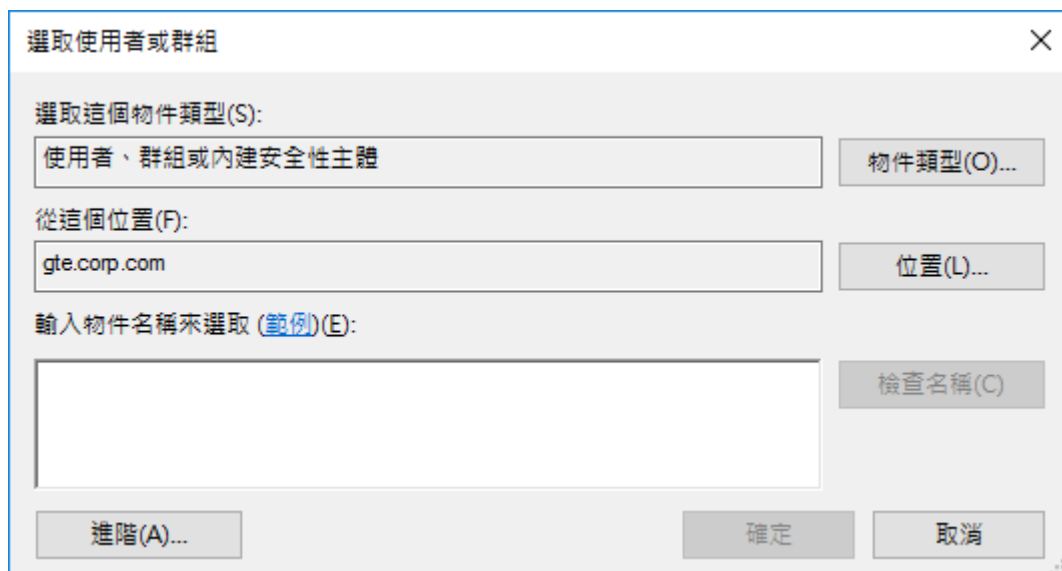 選取使用者或群組
選取這個物件類型(S):
使用者、群組或內建安全性主體
物件類型(O)...
從這個位置(F):
gte.corp.com
位置(L)...
輸入物件名稱來選取 (範例)(E):
檢查名稱(C)
進階(A)...
確定
取消